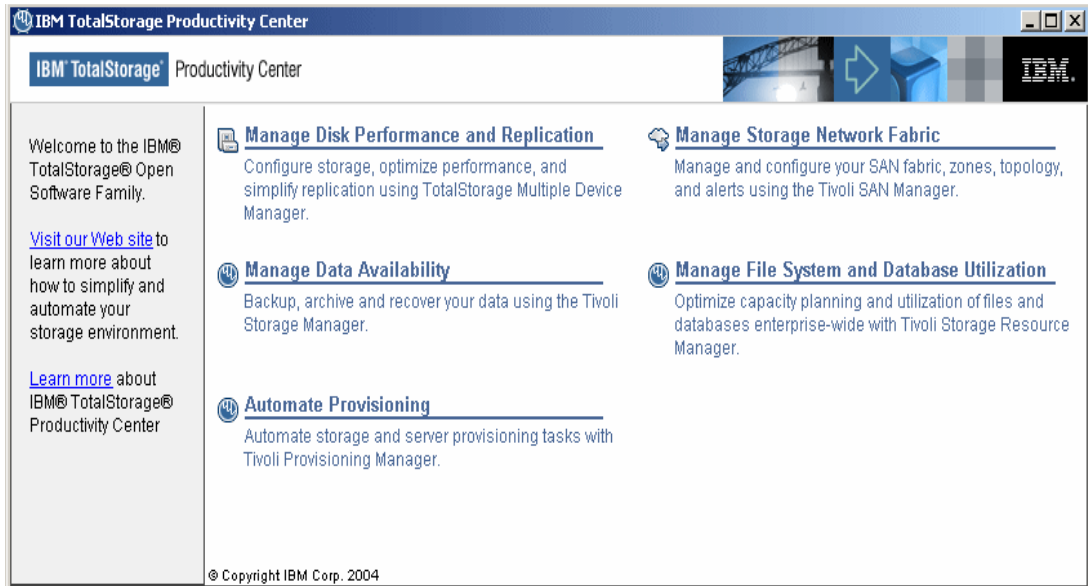 IBM TotalStorage Productivity Center
IBM® TotalStorage® Productivity Center
IBM.
Welcome to the IBM®
TotalStorage® Open
Software Family.
Visit our Web site to
learn more about
how to simplify and
automate your
storage environment.
Learn more about
IBM® TotalStorage®
Productivity Center
Manage Disk Performance and Replication
Configure storage, optimize performance, and
simplify replication using TotalStorage Multiple Device
Manager.
Manage Storage Network Fabric
Manage and configure your SAN fabric, zones, topology,
and alerts using the Tivoli SAN Manager.
Manage Data Availability
Backup, archive and recover your data using the Tivoli
Storage Manager.
Manage File System and Database Utilization
Optimize capacity planning and utilization of files and
databases enterprise-wide with Tivoli Storage Resource
Manager.
Automate Provisioning
Automate storage and server provisioning tasks with
Tivoli Provisioning Manager.
© Copyright IBM Corp. 2004